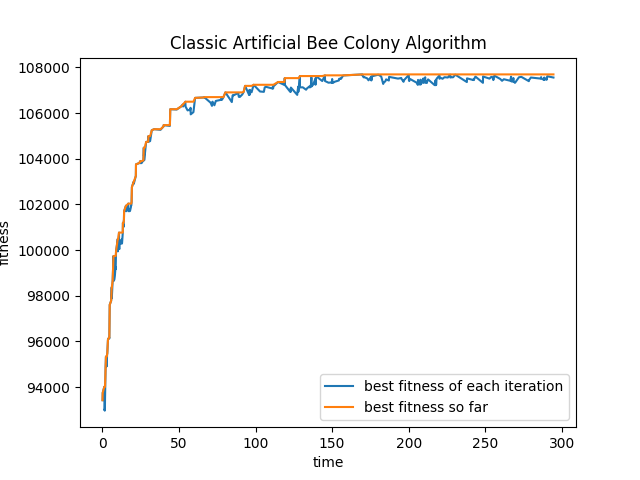 Classic Artificial Bee Colony Algorithm
108000
106000
104000
102000
100000
98000
96000
94000
fitness
0 50 100 150 200 250 300
time
best fitness of each iteration
best fitness so far